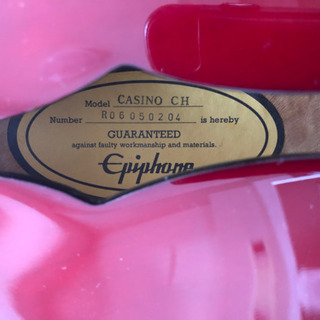 Model CASINO CH
Number R06050204 is hereby
GUARANTEED
against faulty workmanship and materials.
Epiphone